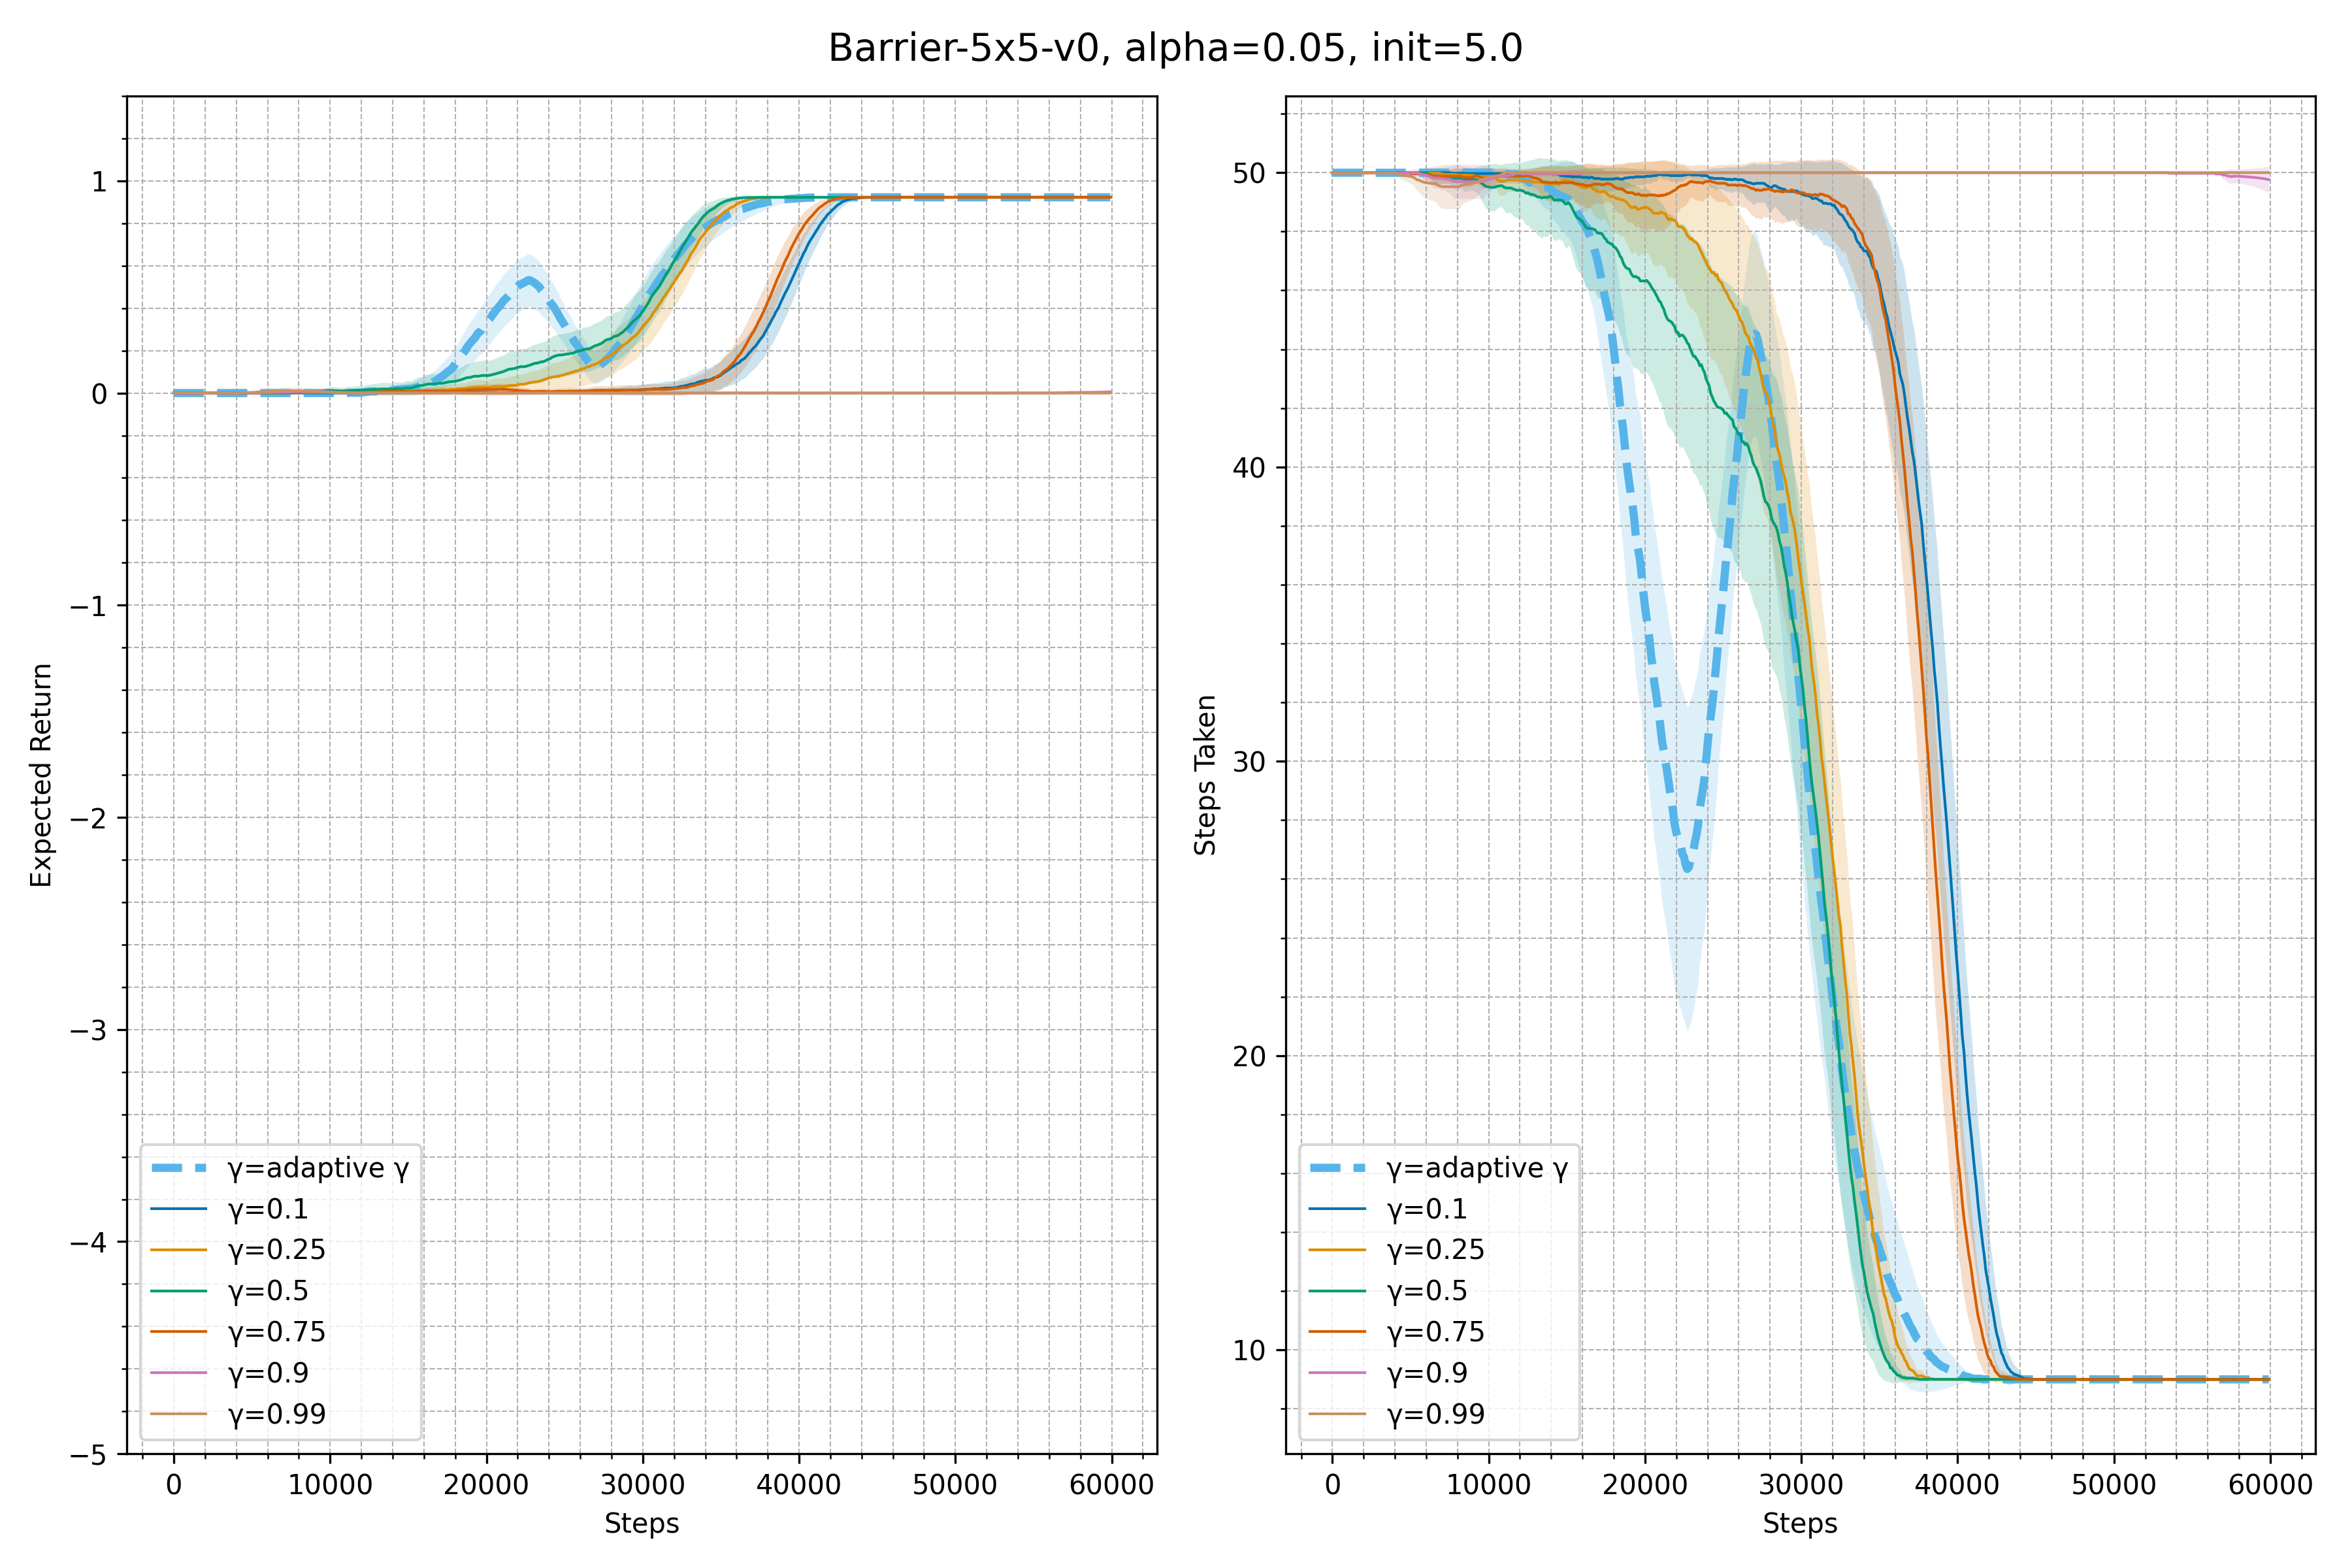 Barrier-5x5-v0, alpha=0.05, init=5.0
Expected Return
1
0
−1
−2
−3
−4
−5
γ=adaptive γ
γ=0.1
γ=0.25
γ=0.5
γ=0.75
γ=0.9
γ=0.99
0 10000 20000 30000 40000 50000 60000
Steps
Steps Taken
50
40
30
20
10
γ=adaptive γ
γ=0.1
γ=0.25
γ=0.5
γ=0.75
γ=0.9
γ=0.99
0 10000 20000 30000 40000 50000 60000
Steps